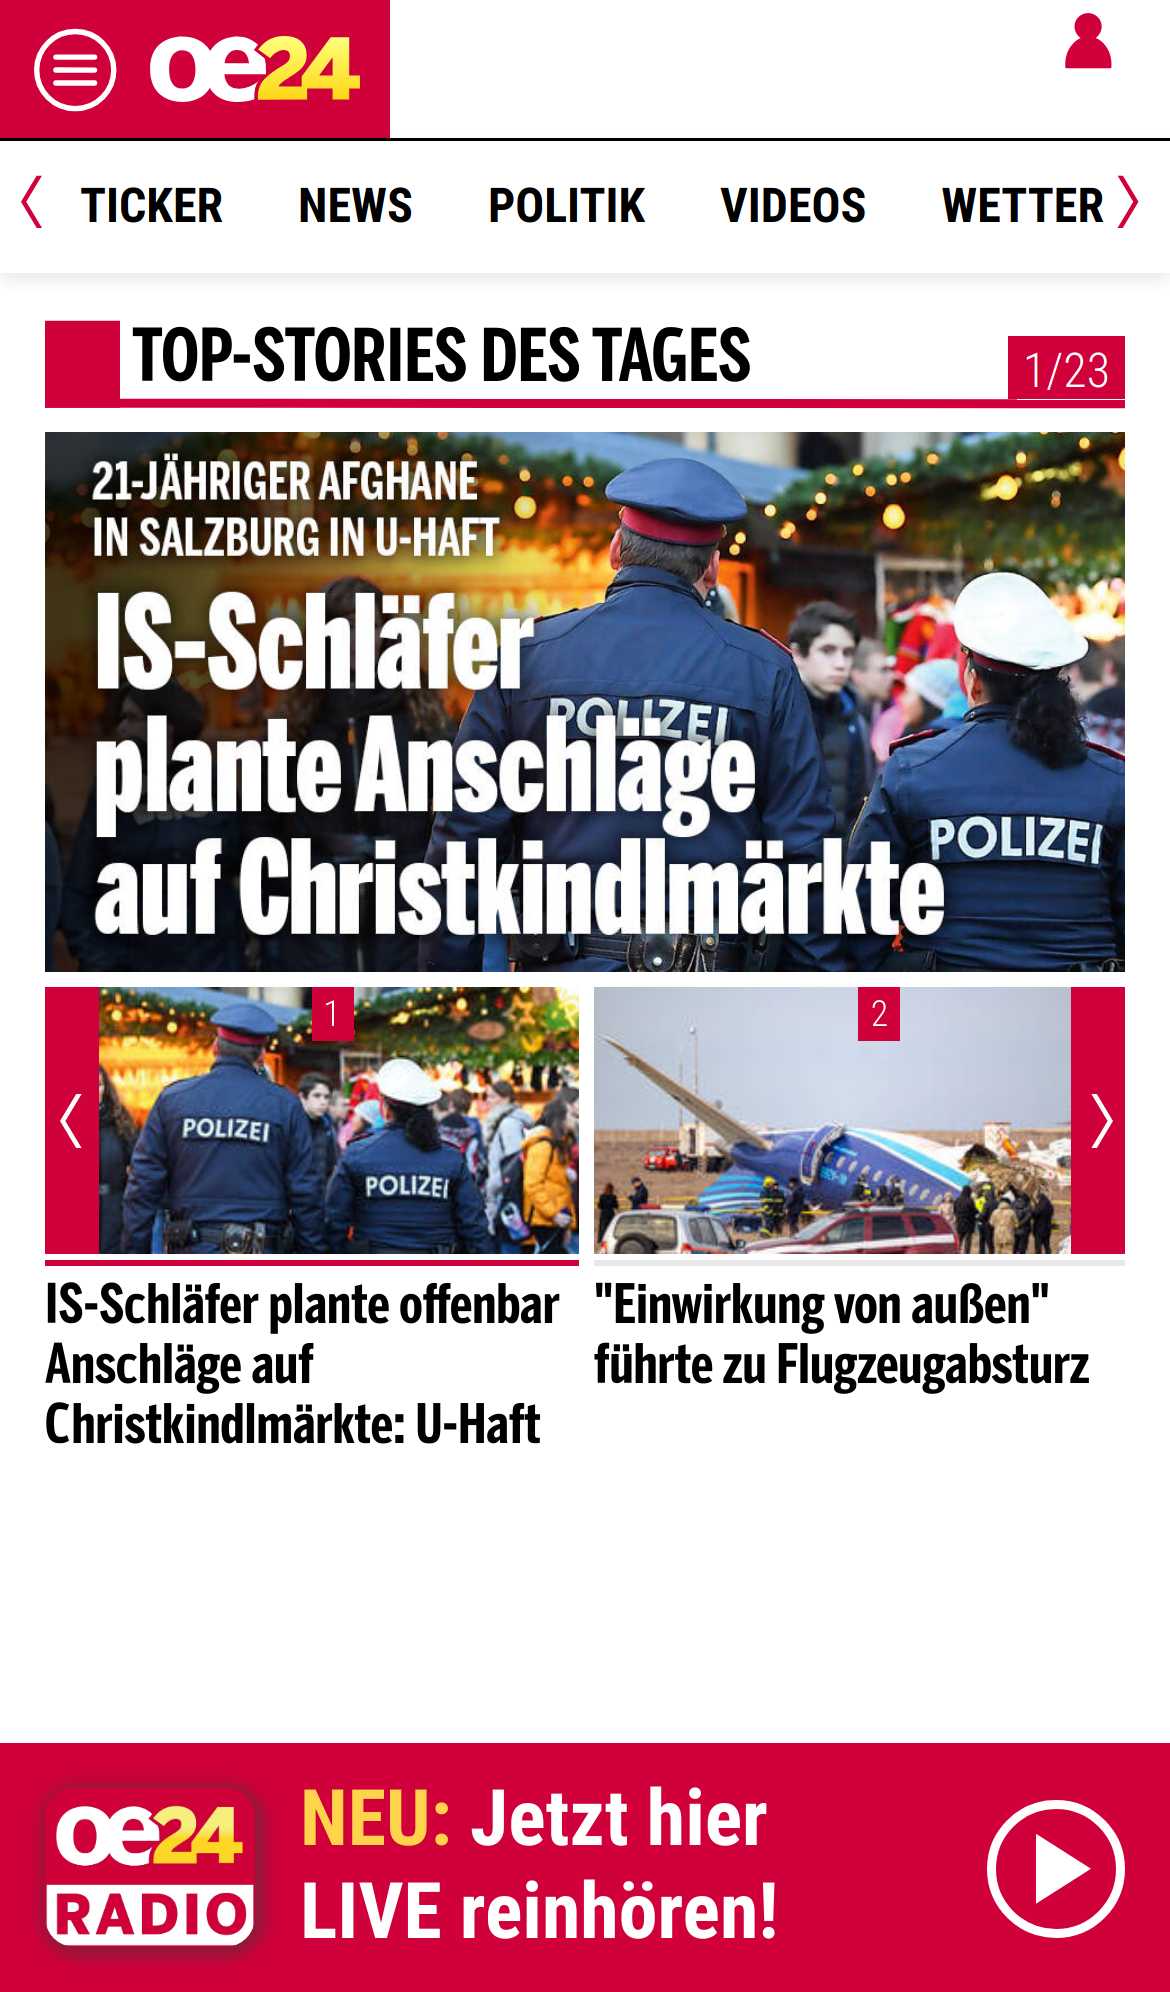 oe24
TICKER NEWS POLITIK VIDEOS WETTER
TOP-STORIES DES TAGES
1/23
21-JÄHRIGER AFGHANE
IN SALZBURG IN U-HAFT
IS-Schläfer
plante Anschläge
auf Christkindlmärkte
POLIZEI
POLIZEI
1
POLIZEI
POLIZEI
IS-Schläfer plante offenbar
Anschläge auf
Christkindlmärkte: U-Haft
2
"Einwirkung von außen"
führte zu Flugzeugabsturz
oe24
RADIO
NEU: Jetzt hier
LIVE reinhören!